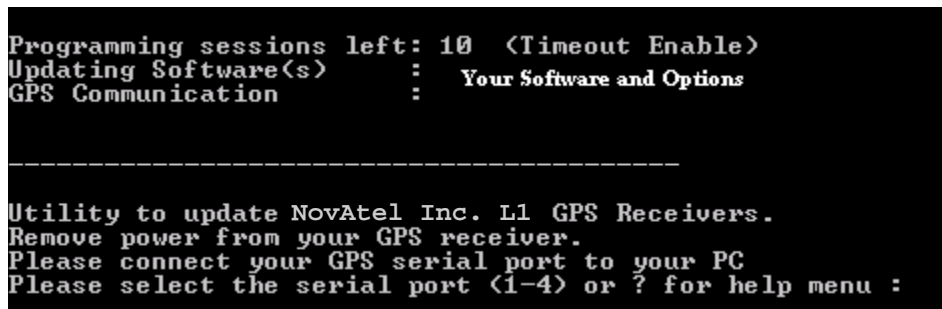 Programming sessions left: 10 (Timeout Enable)
Updating Software(s) :
Your Software and Options
GPS Communication :
-----------------------------------------
Utility to update NovAtel Inc. L1 GPS Receivers.
Remove power from your GPS receiver.
Please connect your GPS serial port to your PC
Please select the serial port (1-4) or ? for help menu :